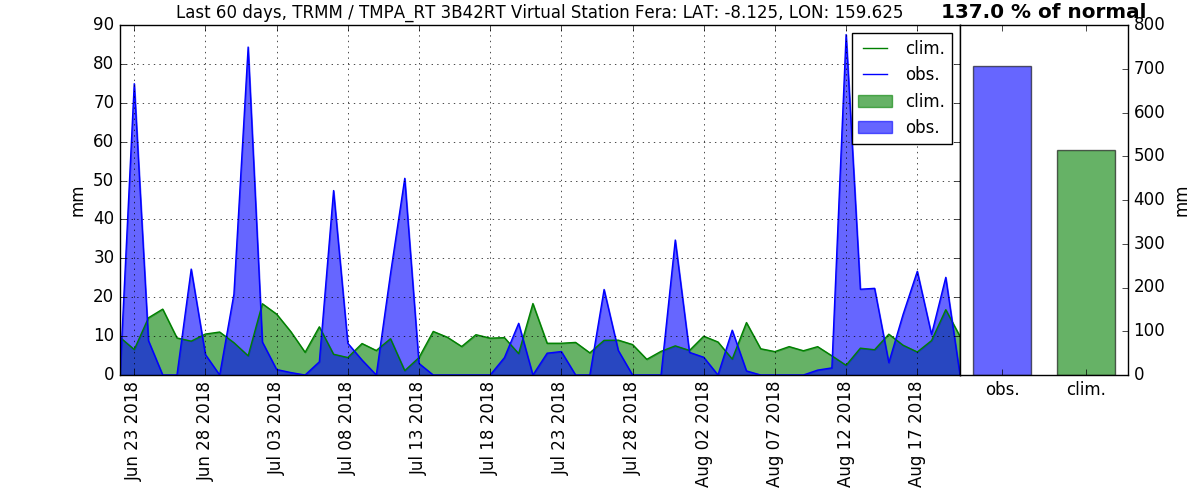 Last 60 days, TRMM / TMPA_RT 3B42RT Virtual Station Fera: LAT: -8.125, LON: 159.625
137.0 % of normal
90
80
70
60
50
40
30
20
10
0
mm
clim.
obs.
clim.
obs.
800
700
600
500
400
300
200
100
0
mm
obs.
clim.
Jun 23 2018
Jun 28 2018
Jul 03 2018
Jul 08 2018
Jul 13 2018
Jul 18 2018
Jul 23 2018
Jul 28 2018
Aug 02 2018
Aug 07 2018
Aug 12 2018
Aug 17 2018